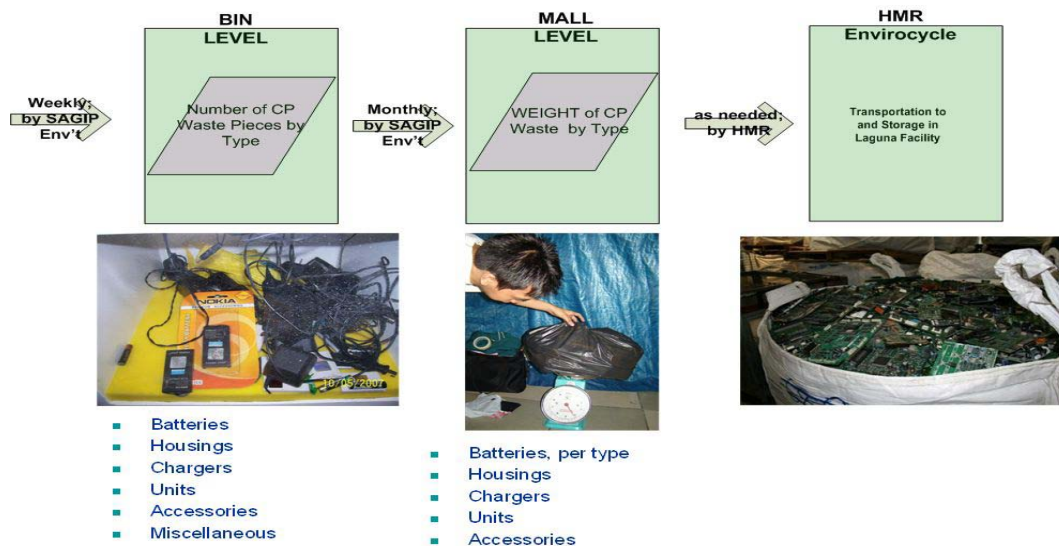 BIN
LEVEL
Weekly;
by SAGIP
Env't
Number of CP
Waste Pieces by
Type
MALL
LEVEL
Monthly;
by SAGIP
Env't
WEIGHT of CP
Waste by Type
HMR
Envirocycle
as needed;
by HMR
Transportation to
and Storage in
Laguna Facility
NOKIA
10/05/2007
Batteries
Housings
Chargers
Units
Accessories
Miscellaneous
Batteries, per type
Housings
Chargers
Units
Accessories